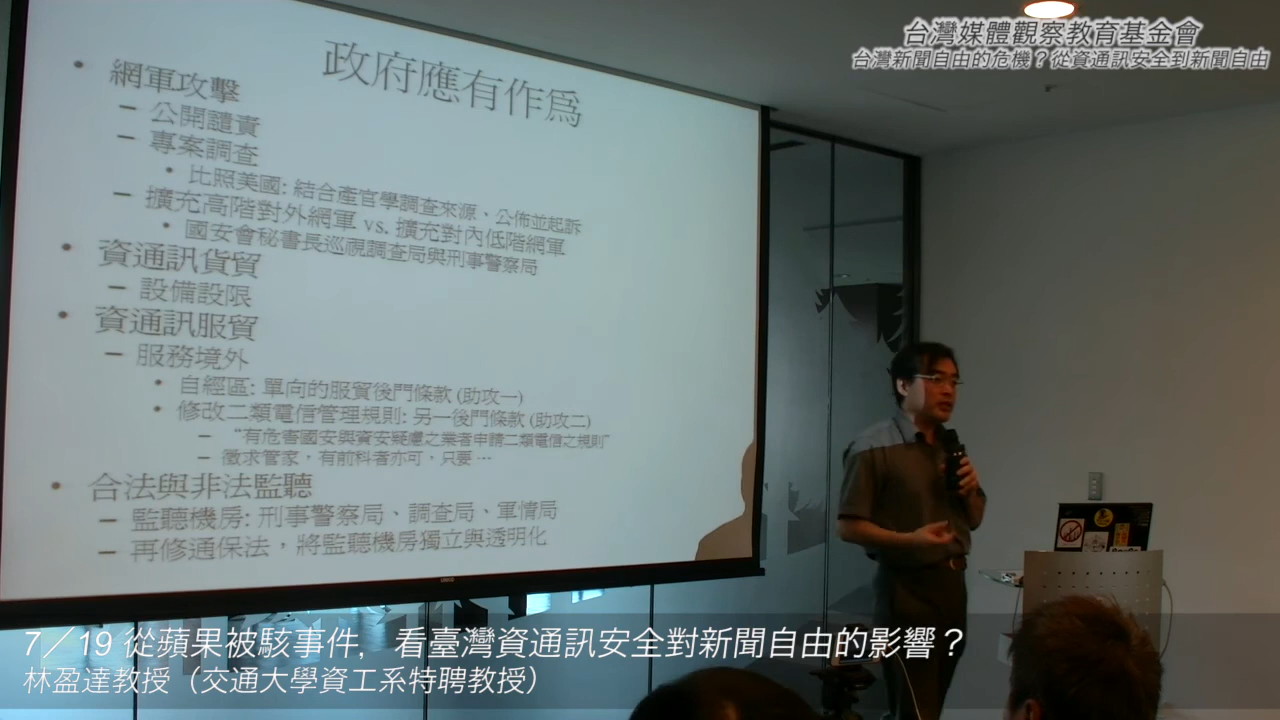 台灣媒體觀察教育基金會
台灣新聞自由的危機？從資通訊安全到新聞自由
政府應有作為
• 網軍攻擊
– 公開譴責
– 專案調查
• 比照美國: 結合產官學調查來源、公佈並起訴
– 擴充高階對外網軍 vs. 擴充對內低階網軍
• 國安會秘書長巡視調查局與刑事警察局
• 資通訊貨貿
– 設備設限
• 資通訊服貿
– 服務境外
• 自經區: 單向的服貿後門條款 (助攻一)
• 修改二類電信管理規則: 另一後門條款 (助攻二)
– “有危害國安與資安疑慮之業者申請二類電信之規則”
– 徵求管家，有前科者亦可，只要…
• 合法與非法監聽
– 監聽機房: 刑事警察局、調查局、軍情局
– 再修通保法，將監聽機房獨立與透明化
7／19 從蘋果被駭事件，看臺灣資通訊安全對新聞自由的影響？
林盈達教授（交通大學資工系特聘教授）